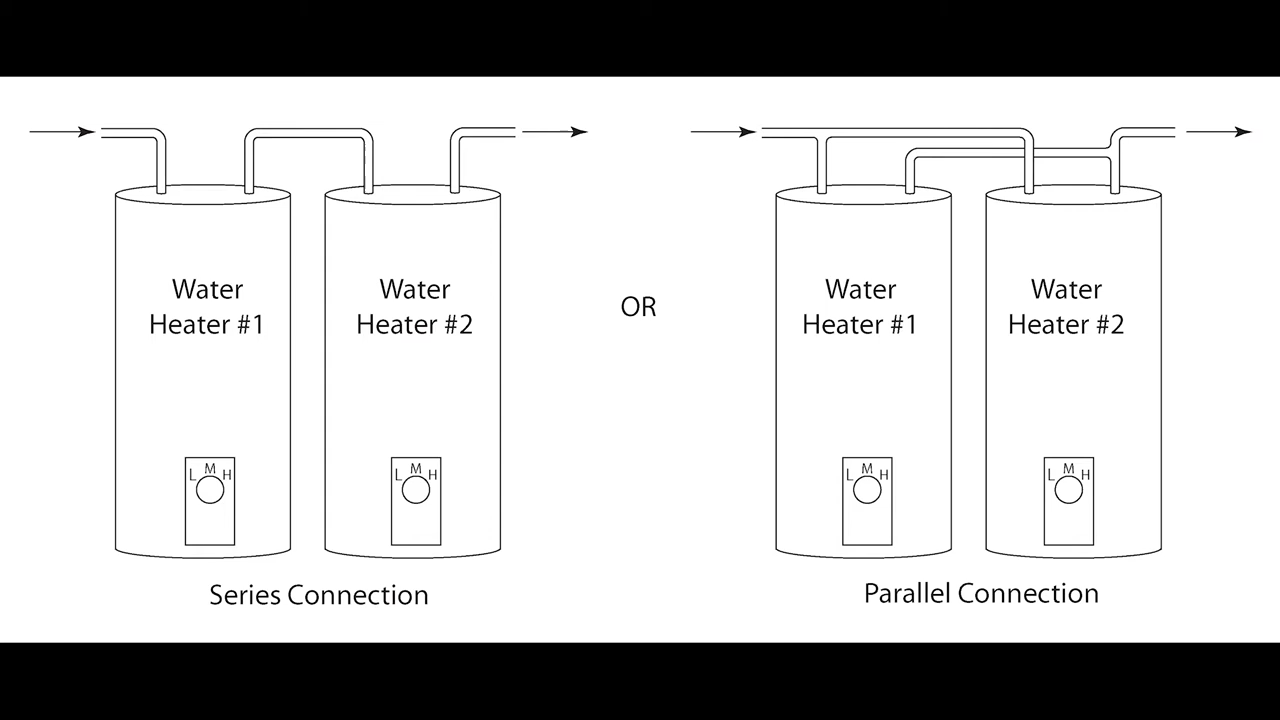 Water
Heater #1
L M H
Water
Heater #2
L M H
Series Connection
OR
Water
Heater #1
L M H
Water
Heater #2
L M H
Parallel Connection